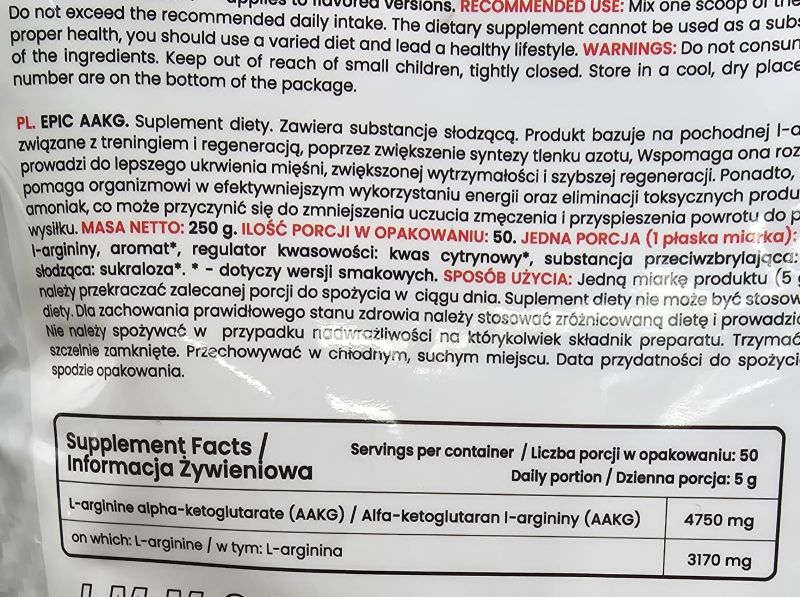 applies to flavored versions. RECOMMENDED USE: Mix one scoop of the
Do not exceed the recommended daily intake. The dietary supplement cannot be used as a subs
proper health, you should use a varied diet and lead a healthy lifestyle. WARNINGS: Do not consum
of the ingredients. Keep out of reach of small children, tightly closed. Store in a cool, dry place
number are on the bottom of the package.
PL. EPIC AAKG. Suplement diety. Zawiera substancje słodzącą. Produkt bazuje na pochodnej l-a
związane z treningiem i regeneracją, poprzez zwiększenie syntezy tlenku azotu, Wspomaga ona roz
prowadzi do lepszego ukrwienia mięśni, zwiększonej wytrzymałości i szybszej regeneracji. Ponadto,
pomaga organizmowi w efektywniejszym wykorzystaniu energii oraz eliminacji toksycznych produ
amoniak, co może przyczynić się do zmniejszenia uczucia zmęczenia i przyspieszenia powrotu do p
wysiłku. MASA NETTO: 250 g. ILOŚĆ PORCJI W OPAKOWANIU: 50. JEDNA PORCJA (1 płaska miarka):
l-argininy, aromat*, regulator kwasowości: kwas cytrynowy*, substancja przeciwzbrylająca:
słodząca: sukraloza*. * - dotyczy wersji smakowych. SPOSÓB UŻYCIA: Jedną miarkę produktu (5 g
należy przekraczać zalecanej porcji do spożycia w ciągu dnia. Suplement diety nie może być stosow
diety. Dla zachowania prawidłowego stanu zdrowia należy stosować zróżnicowaną dietę i prowadzić
Nie należy spożywać w przypadku nadwrażliwości na którykolwiek składnik preparatu. Trzymać
szczelnie zamknięte. Przechowywać w chłodnym, suchym miejscu. Data przydatności do spożyci
spodzie opakowania.
Supplement Facts /
Informacja Żywieniowa
Servings per container / Liczba porcji w opakowaniu: 50
Daily portion / Dzienna porcja: 5 g
L-arginine alpha-ketoglutarate (AAKG) / Alfa-ketoglutaran l-argininy (AAKG) 4750 mg
on which: L-arginine / w tym: L-arginina 3170 mg